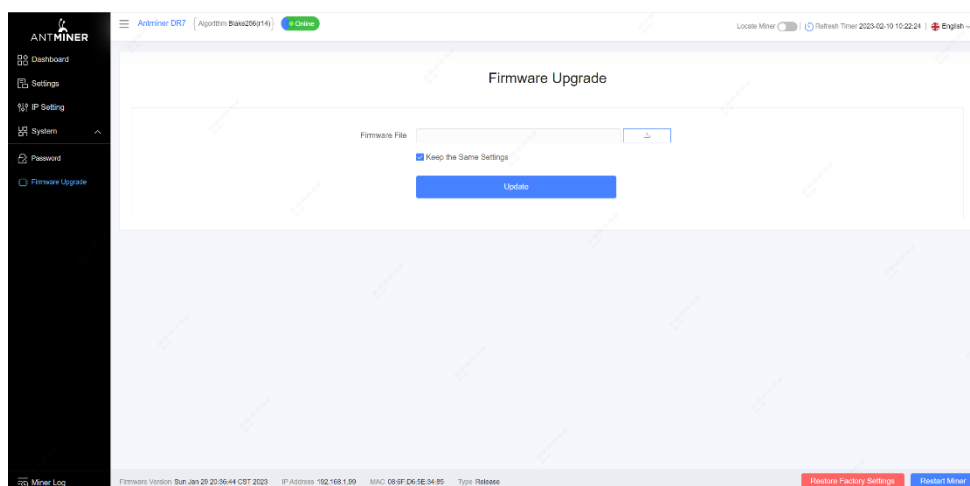 ANTMINER
Antminer DR7 Algorithm Blake256(r14) Online
Locate Miner Refresh Timer 2023-02-10 10:22:24 English
Dashboard
Settings
IP Setting
System
Password
Firmware Upgrade
Firmware Upgrade
Firmware File
Keep the Same Settings
Update
Miner Log
Firmware Version Sun Jan 29 20:36:44 CST 2023 IP Address 192.168.1.99 MAC 08:6F:D6:5E:34:85 Type Release
Restore Factory Settings
Restart Miner